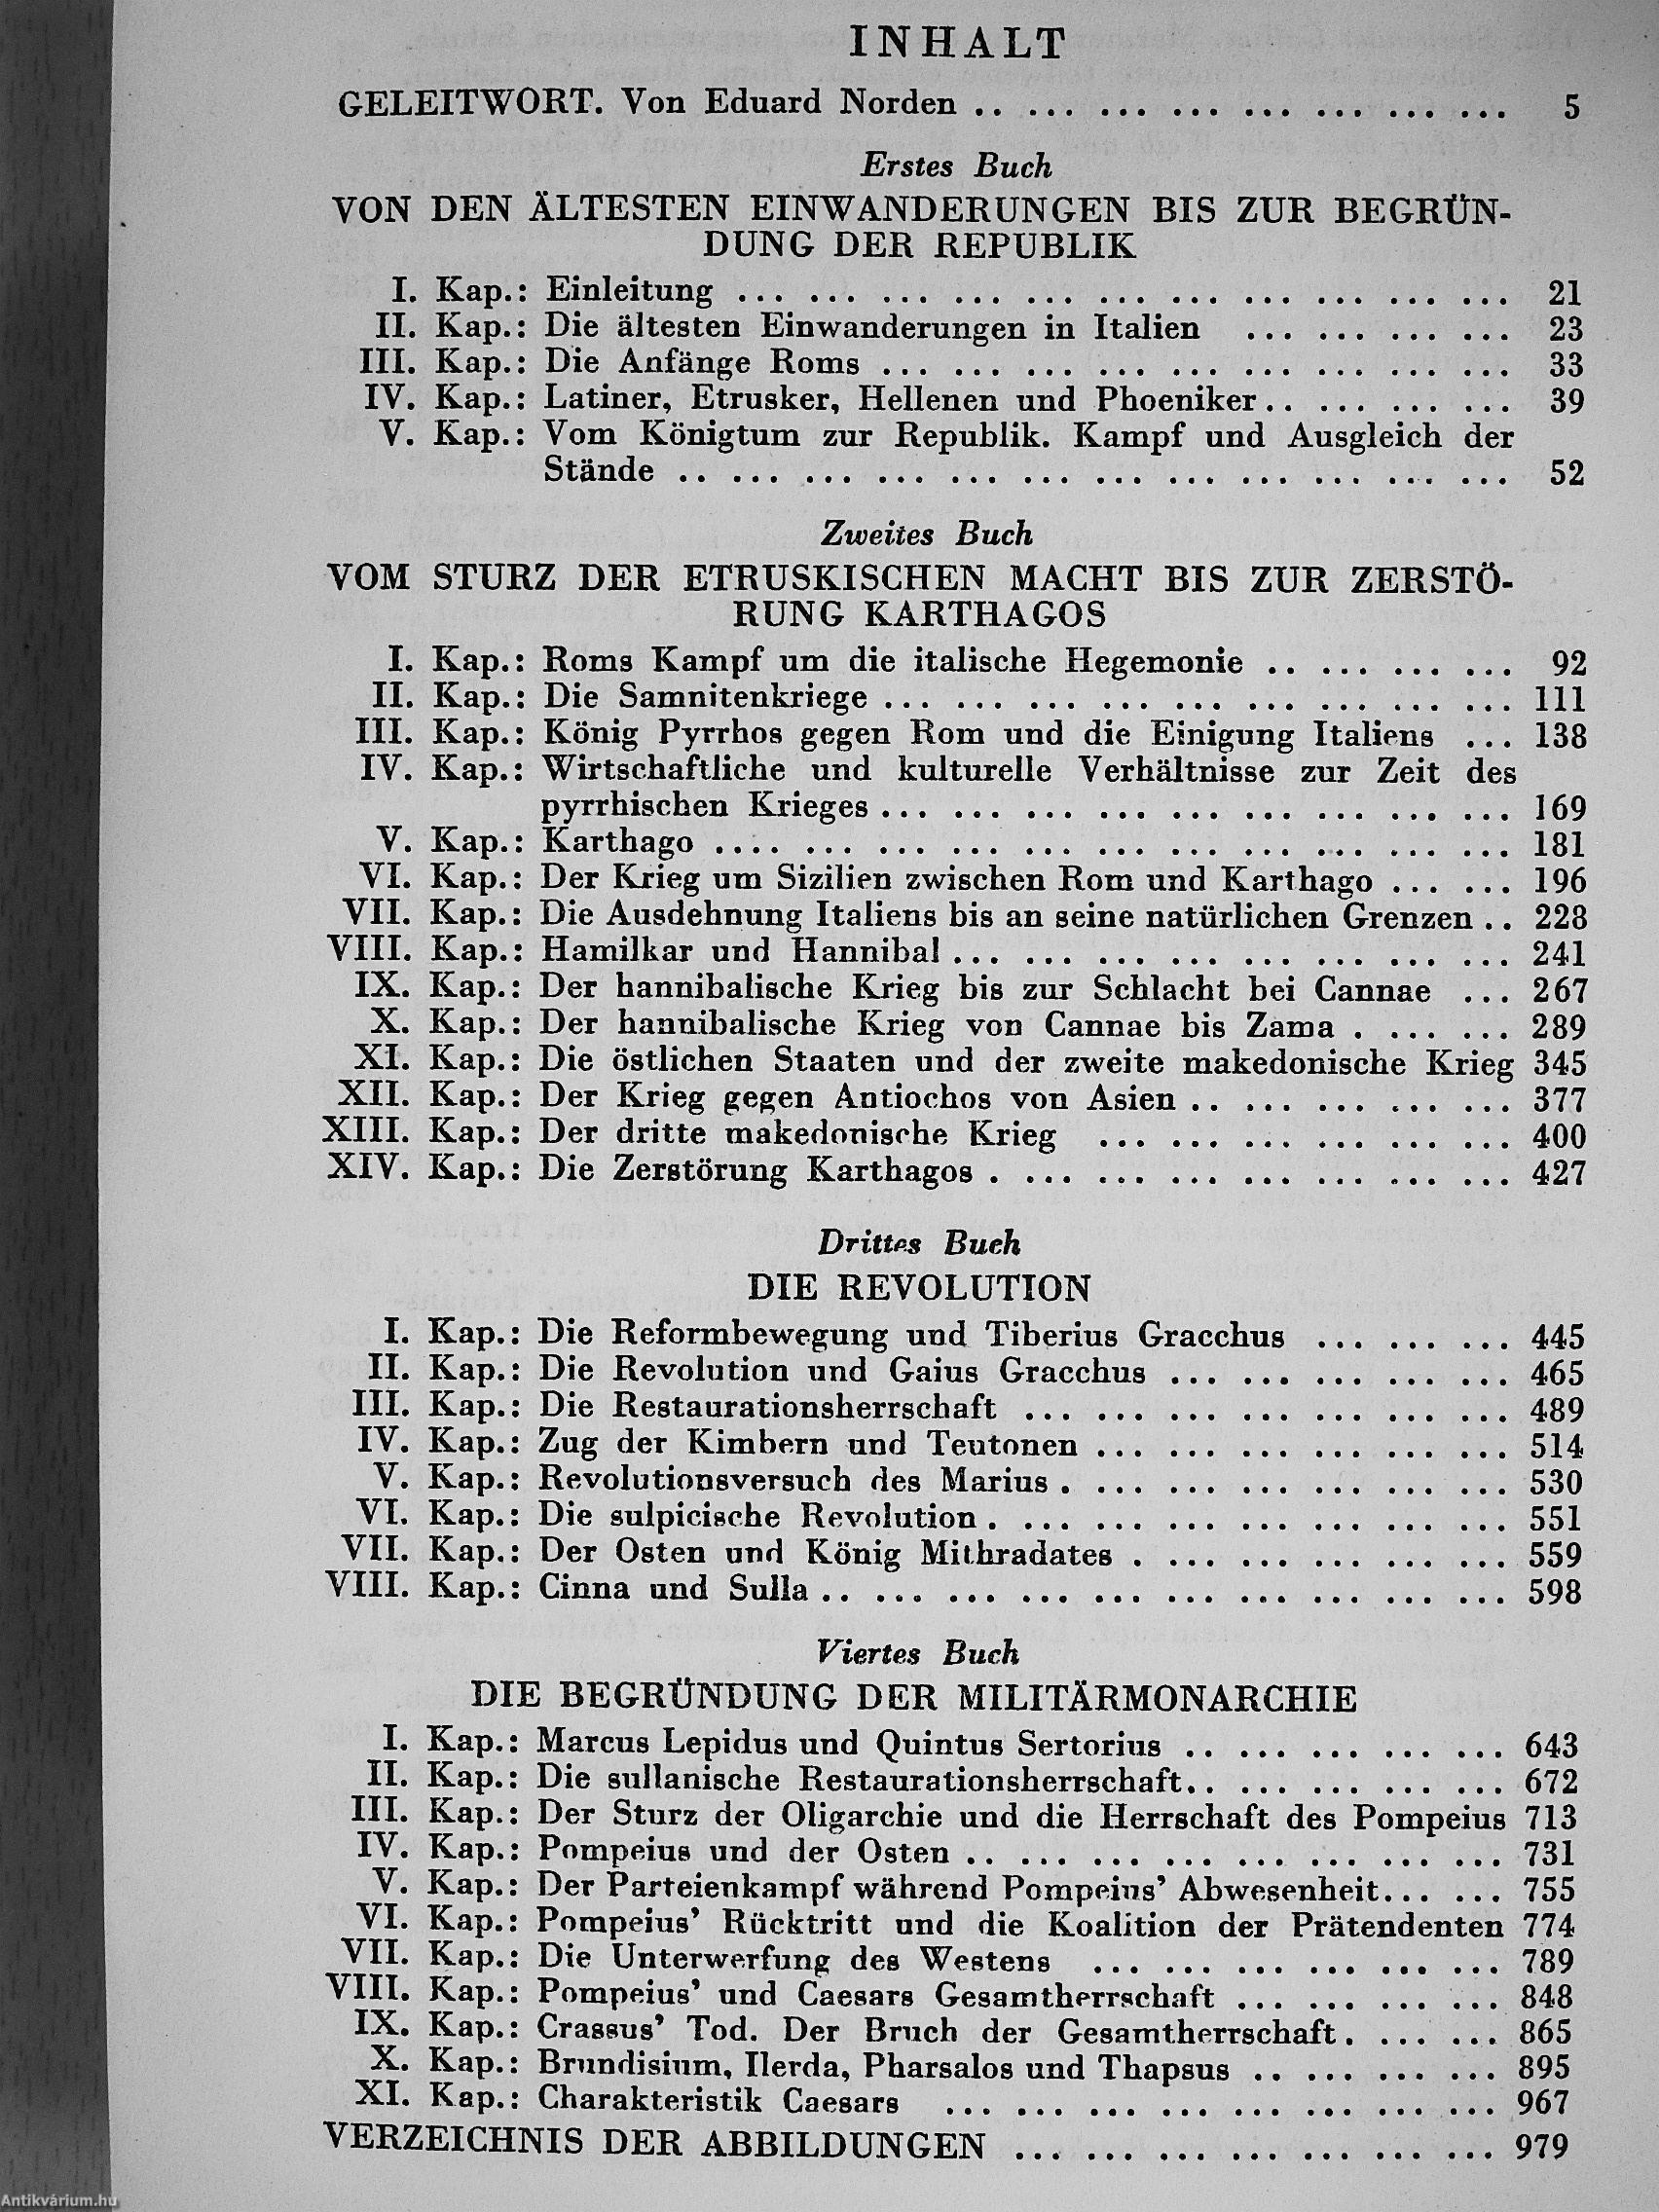 INHALT
GELEITWORT. Von Eduard Norden .. ... ... ... ... ... ... ... 5
Erstes Buch
VON DEN ÄLTESTEN EINWANDERUNGEN BIS ZUR BEGRÜN-
DUNG DER REPUBLIK
I. Kap.: Einleitung ... ... ... ... ... ... ... ... ... ... ... 21
II. Kap.: Die ältesten Einwanderungen in Italien ... ... ... ... 23
III. Kap.: Die Anfänge Roms ... ... ... ... ... ... ... ... ... 33
IV. Kap.: Latiner, Etrusker, Hellenen und Phoeniker.. ... ... ... 39
V. Kap.: Vom Königtum zur Republik. Kampf und Ausgleich der
Stände .. ... ... ... ... ... ... ... ... ... ... ... 52
Zweites Buch
VOM STURZ DER ETRUSKISCHEN MACHT BIS ZUR ZERSTÖ-
RUNG KARTHAGOS
I. Kap.: Roms Kampf um die italische Hegemonie .. ... ... ... 92
II. Kap.: Die Samnitenkriege ... ... ... ... ... ... ... ... ... 111
III. Kap.: König Pyrrhos gegen Rom und die Einigung Italiens ... 138
IV. Kap.: Wirtschaftliche und kulturelle Verhältnisse zur Zeit des
pyrrhischen Krieges ... ... ... ... ... ... ... ... ... 169
V. Kap.: Karthago .... ... ... ... ... ... ... ... ... ... ... 181
VI. Kap.: Der Krieg um Sizilien zwischen Rom und Karthago ... ... 196
VII. Kap.: Die Ausdehnung Italiens bis an seine natürlichen Grenzen .. 228
VIII. Kap.: Hamilkar und Hannibal ... ... ... ... ... ... ... ... 241
IX. Kap.: Der hannibalische Krieg bis zur Schlacht bei Cannae ... 267
X. Kap.: Der hannibalische Krieg von Cannae bis Zama . ... ... 289
XI. Kap.: Die östlichen Staaten und der zweite makedonische Krieg 345
XII. Kap.: Der Krieg gegen Antiochos von Asien .. ... ... ... ... 377
XIII. Kap.: Der dritte makedonische Krieg ... ... ... ... ... ... 400
XIV. Kap.: Die Zerstörung Karthagos . ... ... ... ... ... ... ... 427
Drittes Buch
DIE REVOLUTION
I. Kap.: Die Reformbewegung und Tiberius Gracchus ... ... ... 445
II. Kap.: Die Revolution und Gaius Gracchus ... ... ... ... ... 465
III. Kap.: Die Restaurationsherrschaft ... ... ... ... ... ... ... 489
IV. Kap.: Zug der Kimbern und Teutonen ... ... ... ... ... ... 514
V. Kap.: Revolutionsversuch des Marius . ... ... ... ... ... ... 530
VI. Kap.: Die sulpicische Revolution . ... ... ... ... ... ... ... 551
VII. Kap.: Der Osten und König Mithradates . ... ... ... ... ... 559
VIII. Kap.: Cinna und Sulla .. ... ... ... ... ... ... ... ... ... 598
Viertes Buch
DIE BEGRÜNDUNG DER MILITÄRMONARCHIE
I. Kap.: Marcus Lepidus und Quintus Sertorius .. ... ... ... ... 643
II. Kap.: Die sullanische Restaurationsherrschaft.. ... ... ... ... 672
III. Kap.: Der Sturz der Oligarchie und die Herrschaft des Pompeius 713
IV. Kap.: Pompeius und der Osten .. ... ... ... ... ... ... ... 731
V. Kap.: Der Parteienkampf während Pompeius’ Abwesenheit... ... 755
VI. Kap.: Pompeius’ Rücktritt und die Koalition der Prätendenten 774
VII. Kap.: Die Unterwerfung des Westens ... ... ... ... ... ... 789
VIII. Kap.: Pompeius’ und Caesars Gesamtherrschaft ... ... ... ... 848
IX. Kap.: Crassus’ Tod. Der Bruch der Gesamtherrschaft. ... ... 865
X. Kap.: Brundisium, Ilerda, Pharsalos und Thapsus .. ... ... ... 895
XI. Kap.: Charakteristik Caesars ... ... ... ... ... ... ... ... 967
VERZEICHNIS DER ABBILDUNGEN ... ... ... ... ... ... ... 979
Antikvárium.hu